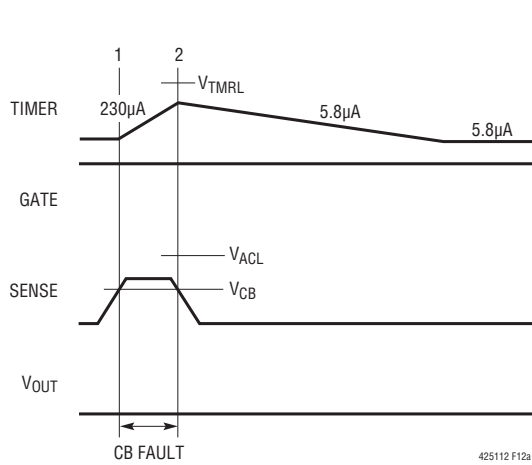 1 2
V_TMRL
TIMER 230µA 5.8µA 5.8µA
GATE
V_ACL
SENSE V_CB
V_OUT
CB FAULT
425112 F12a